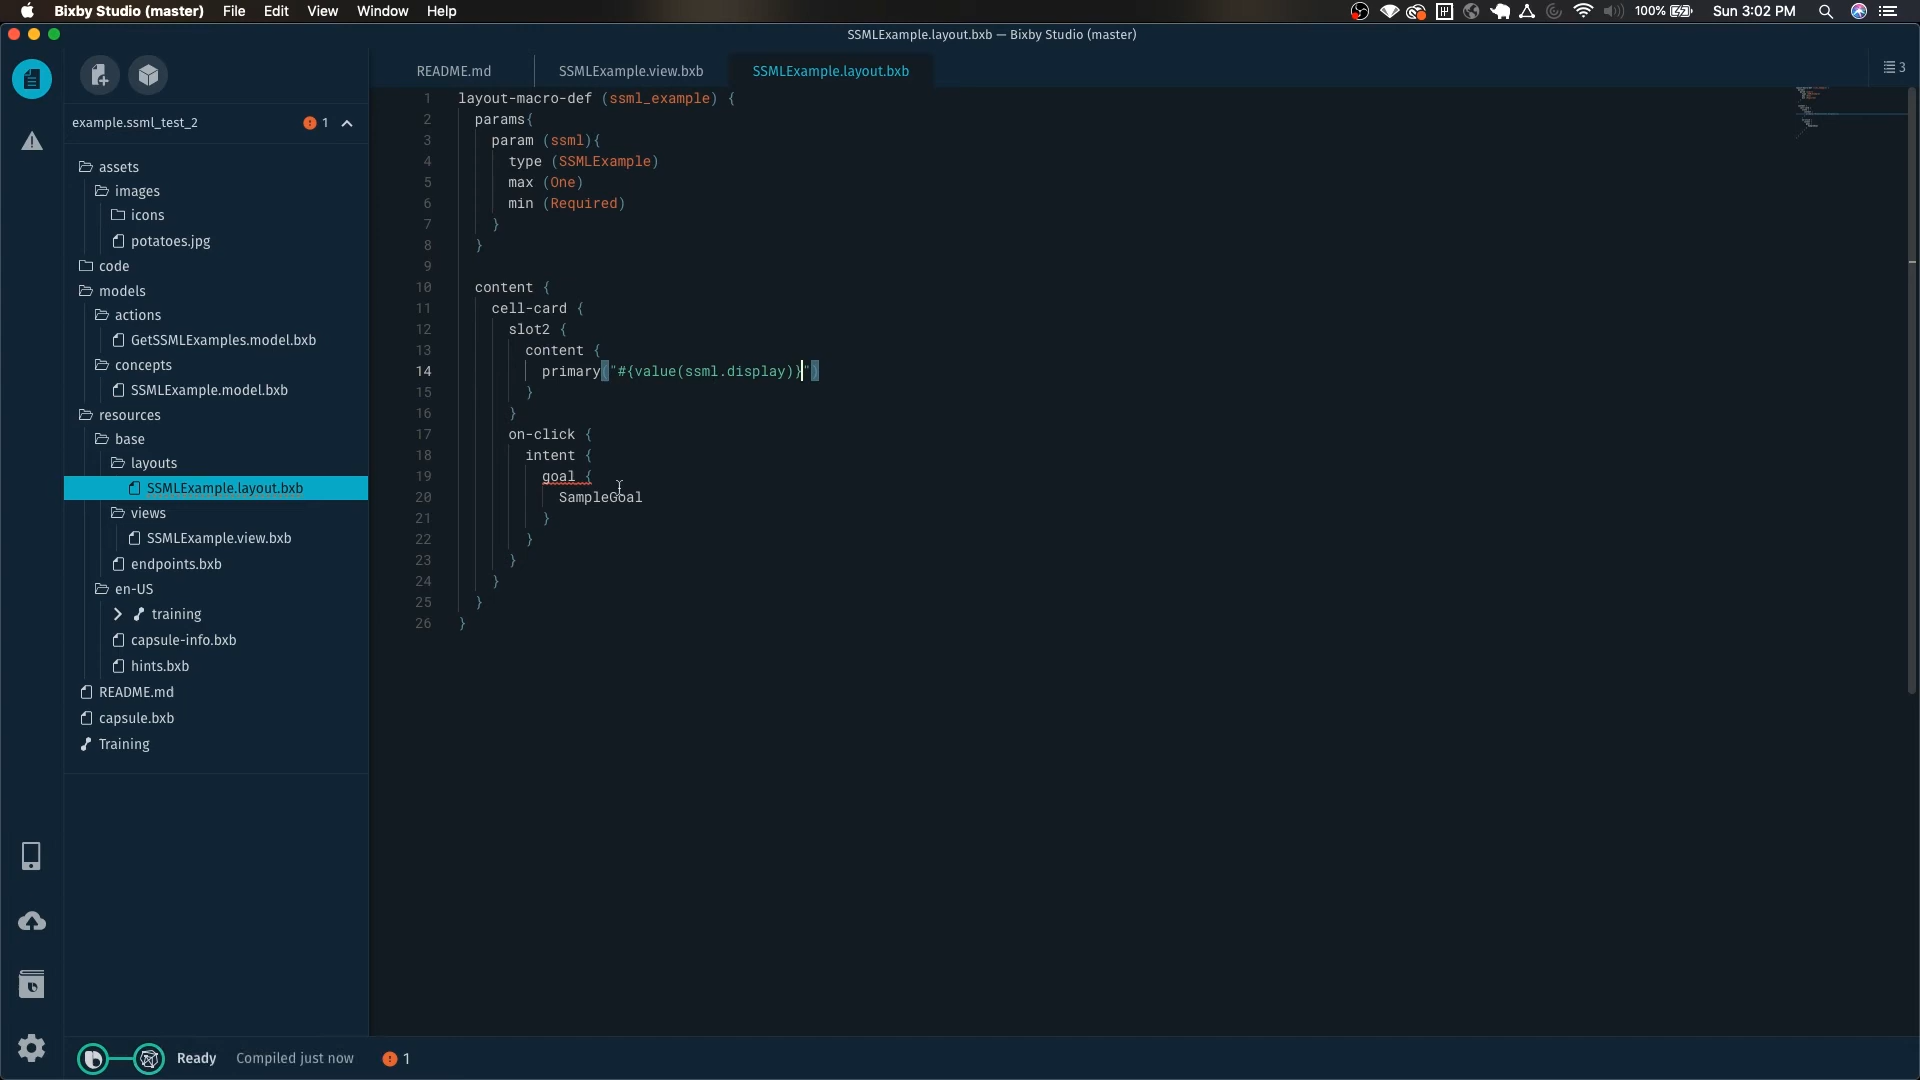 Bixby Studio (master) File Edit View Window Help 100% Sun 3:02 PM
SSMLExample.layout.bxb — Bixby Studio (master)
README.md SSMLExample.view.bxb SSMLExample.layout.bxb 3
example.ssml_test_2 1
assets
images
icons
potatoes.jpg
code
models
actions
GetSSMLExamples.model.bxb
concepts
SSMLExample.model.bxb
resources
base
layouts
SSMLExample.layout.bxb
views
SSMLExample.view.bxb
endpoints.bxb
en-US
training
capsule-info.bxb
hints.bxb
README.md
capsule.bxb
Training
1 layout-macro-def (ssml_example) {
2 params{
3 param (ssml){
4 type (SSMLExample)
5 max (One)
6 min (Required)
7 }
8 }
9
10 content {
11 cell-card {
12 slot2 {
13 content {
14 primary("#{value(ssml.display)}")
15 }
16 }
17 on-click {
18 intent {
19 goal {
20 SampleGoal
21 }
22 }
23 }
24 }
25 }
26 }
Ready Compiled just now 1